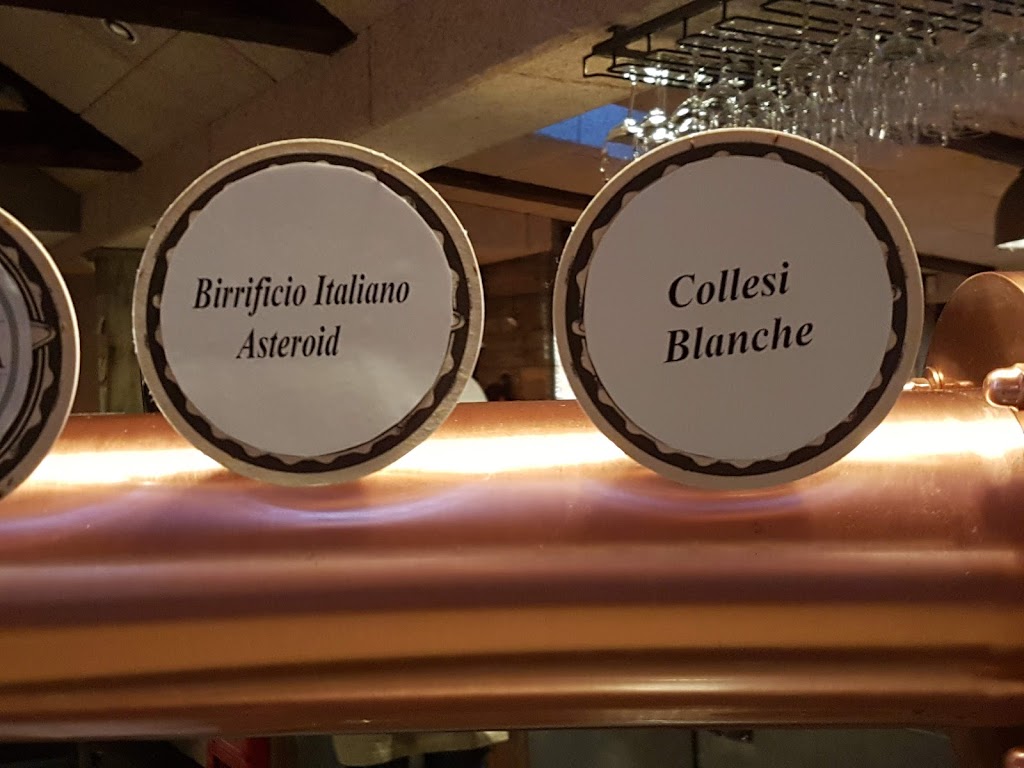 Birrificio Italiano
Asteroid
Collesi
Blanche